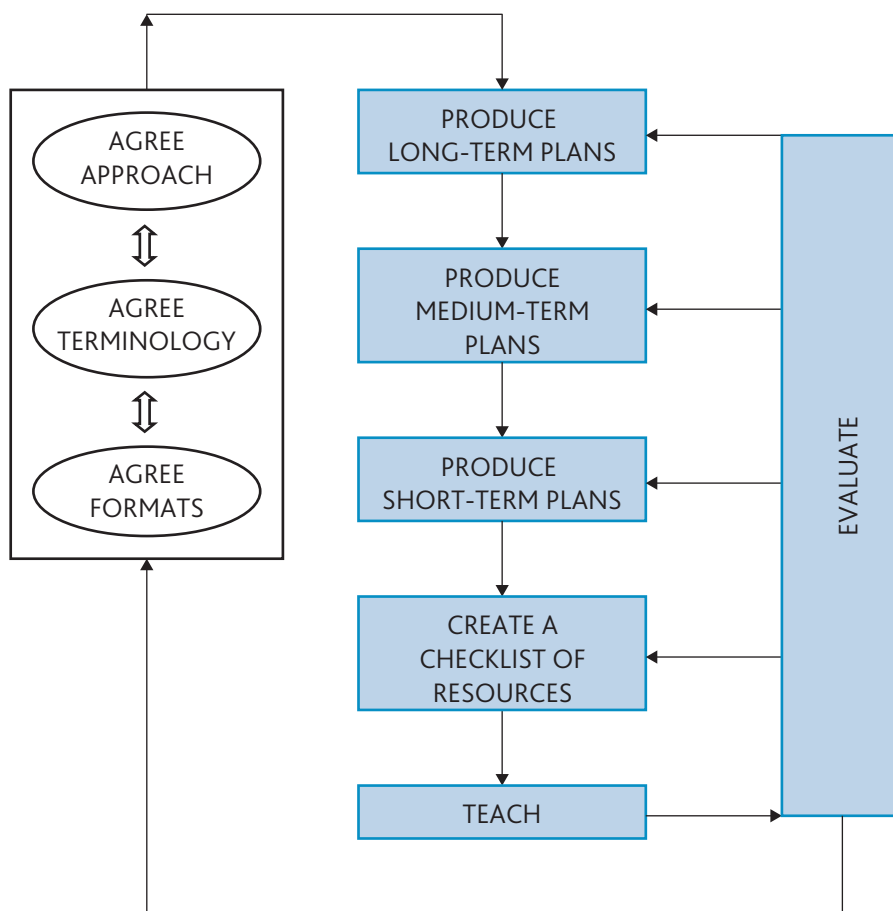 AGREE
APPROACH
AGREE
TERMINOLOGY
AGREE
FORMATS
PRODUCE
LONG-TERM PLANS
PRODUCE
MEDIUM-TERM
PLANS
PRODUCE
SHORT-TERM PLANS
CREATE A
CHECKLIST OF
RESOURCES
TEACH
EVALUATE